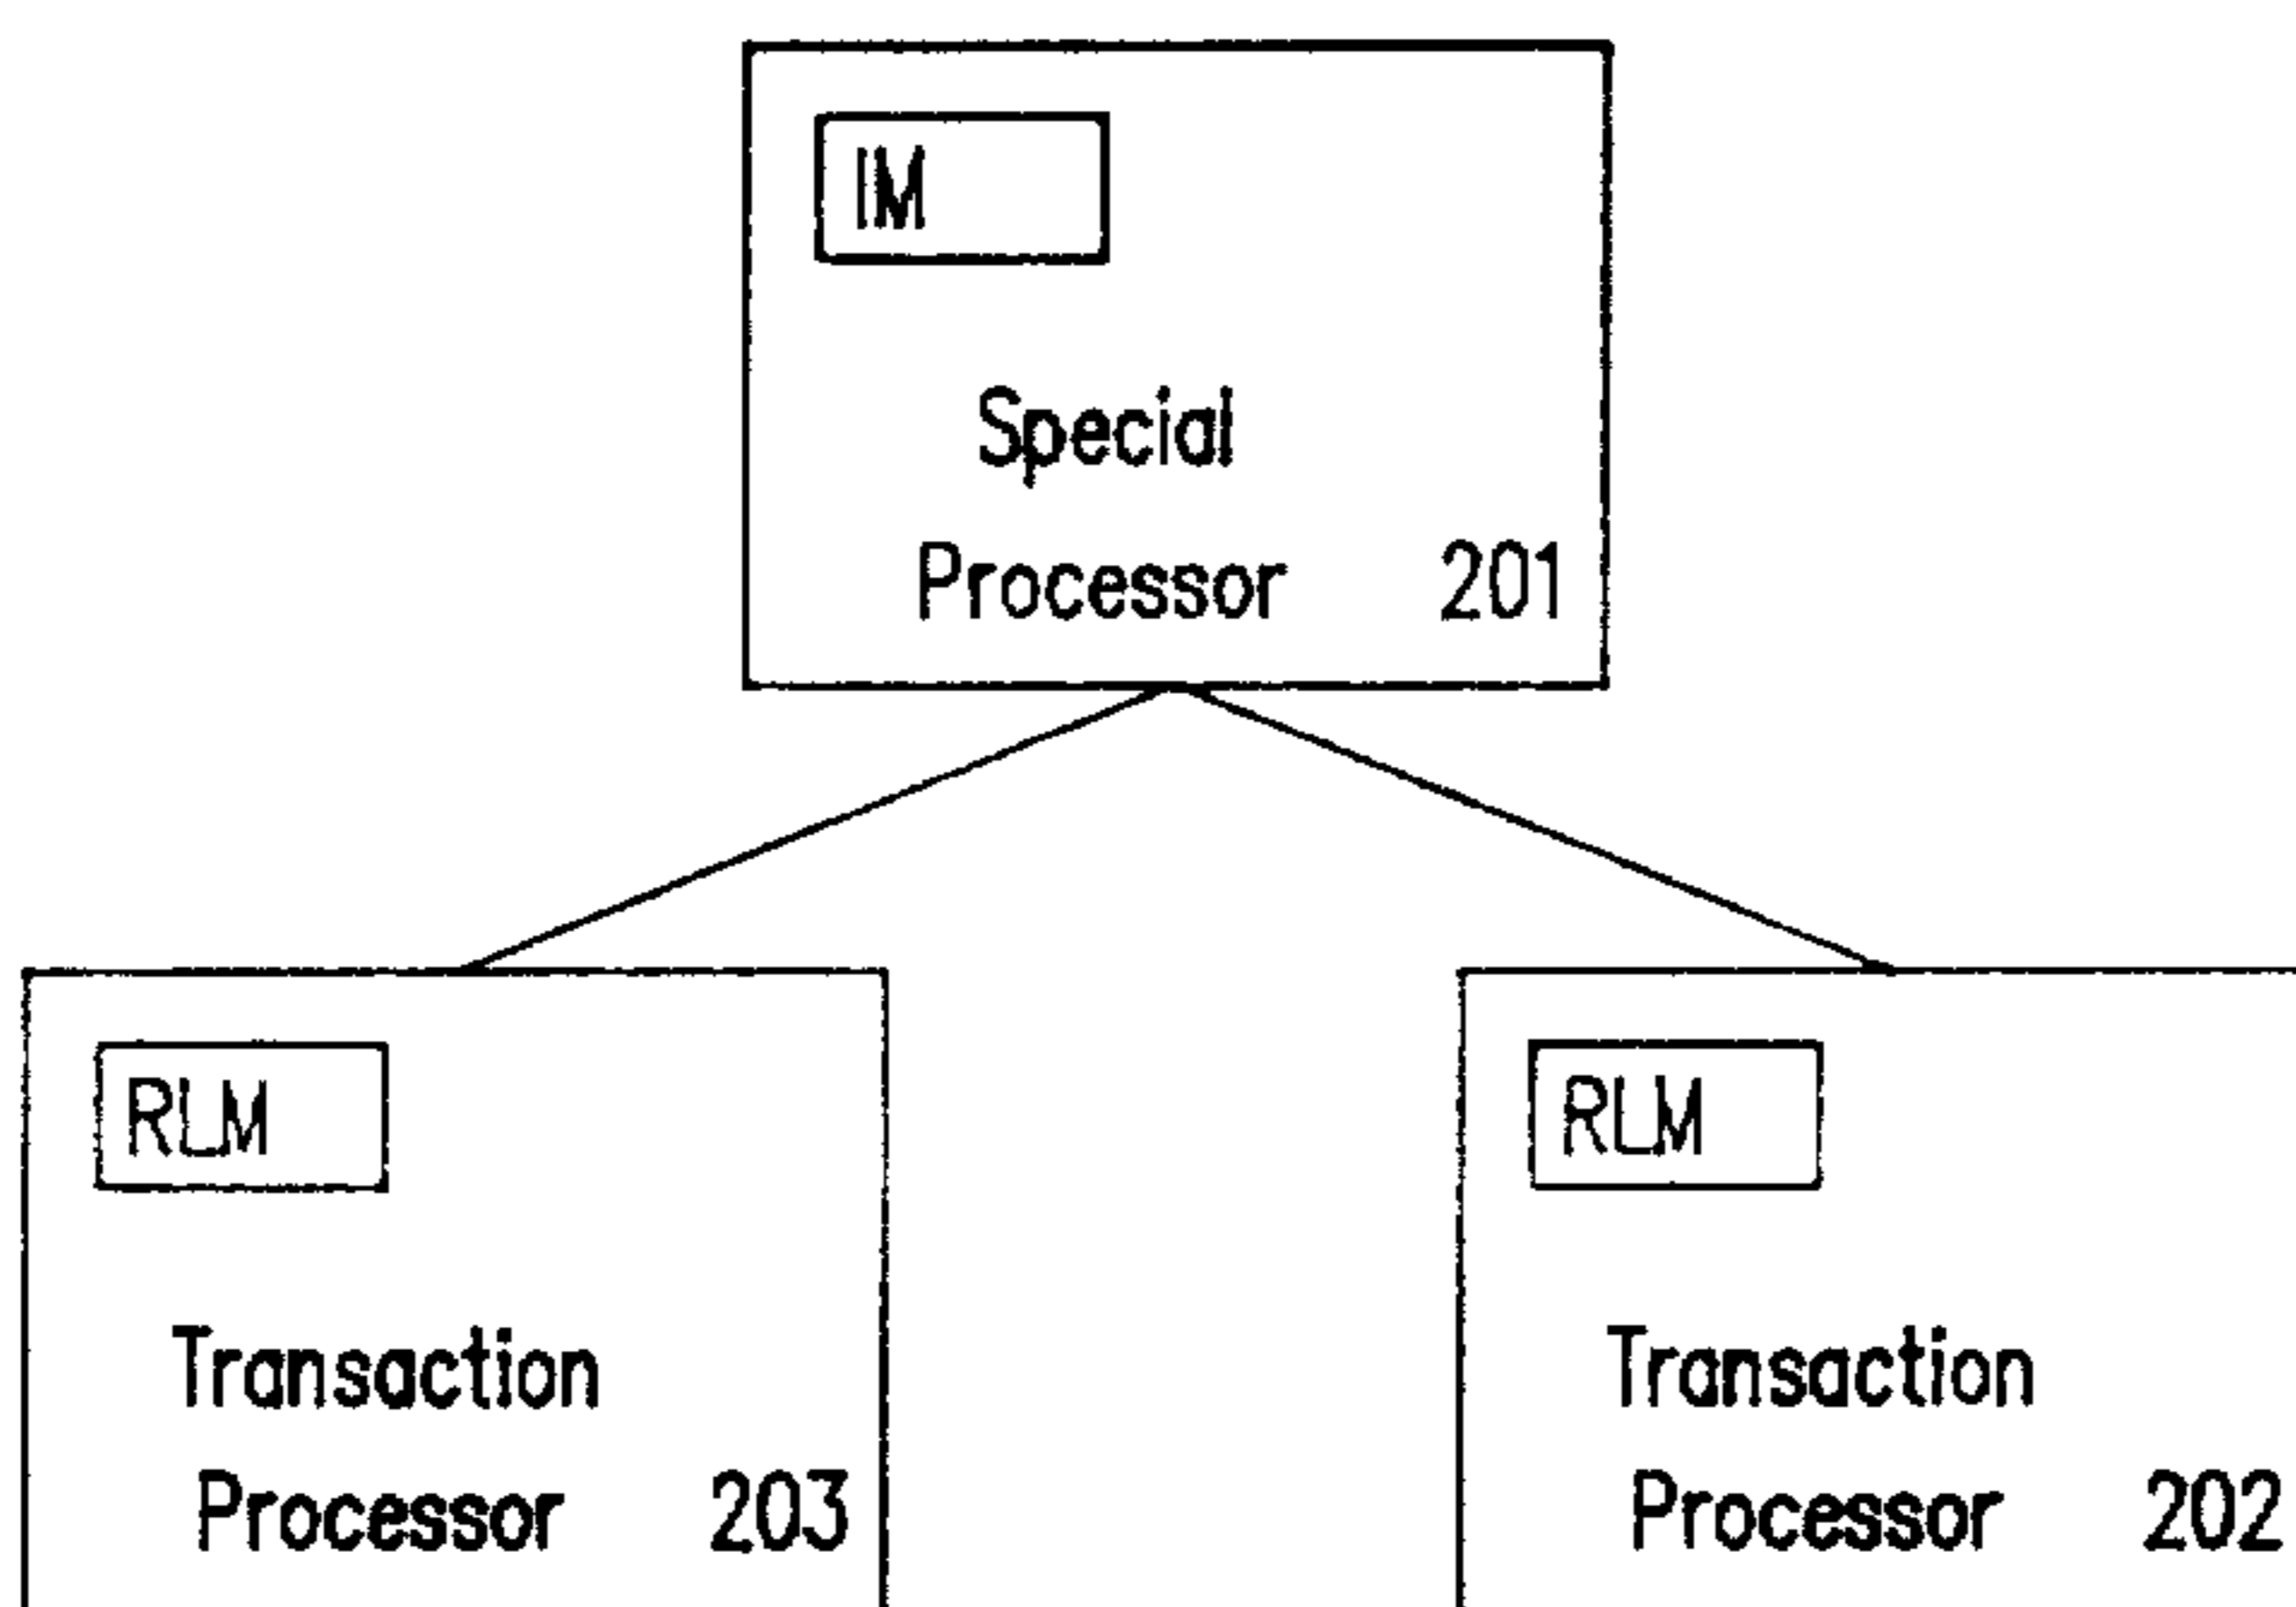 IM
Special
Processor 201
RLM
Transaction
Processor 203
RLM
Transaction
Processor 202